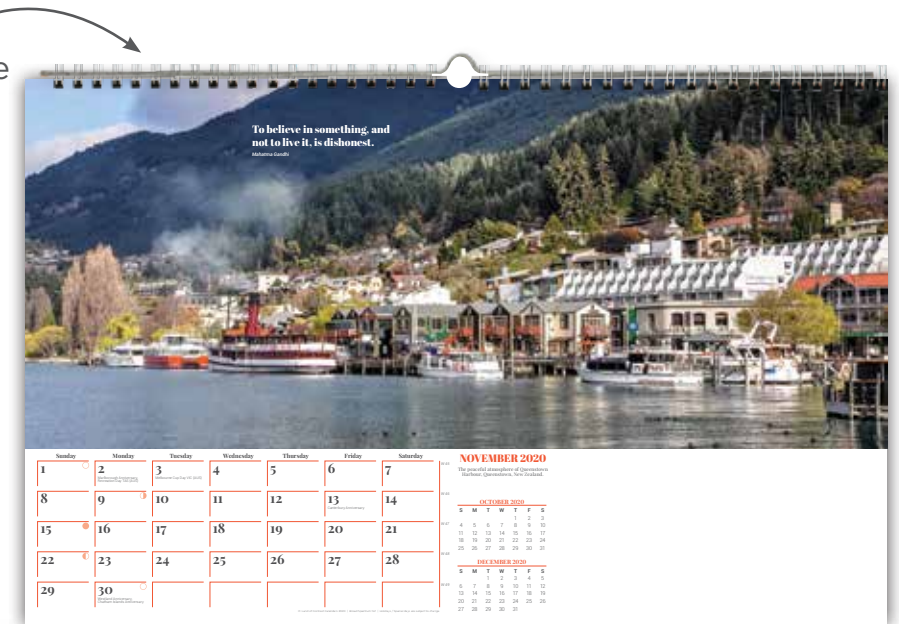 e
To believe in something, and
not to live it, is dishonest.
Mahatma Gandhi
Sunday Monday Tuesday Wednesday Thursday Friday Saturday
1 2 3 4 5 6 7
8 9 10 11 12 13 14
Canterbury Anniversary
15 16 17 18 19 20 21
22 23 24 25 26 27 28
29 30
NOVEMBER 2020
The peaceful atmosphere of Queenstown
Harbour, Queenstown, New Zealand.
OCTOBER 2020
S M T W T F S
1 2 3
4 5 6 7 8 9 10
11 12 13 14 15 16 17
18 19 20 21 22 23 24
25 26 27 28 29 30 31
DECEMBER 2020
S M T W T F S
1 2 3 4 5
6 7 8 9 10 11 12
13 14 15 16 17 18 19
20 21 22 23 24 25 26
27 28 29 30 31